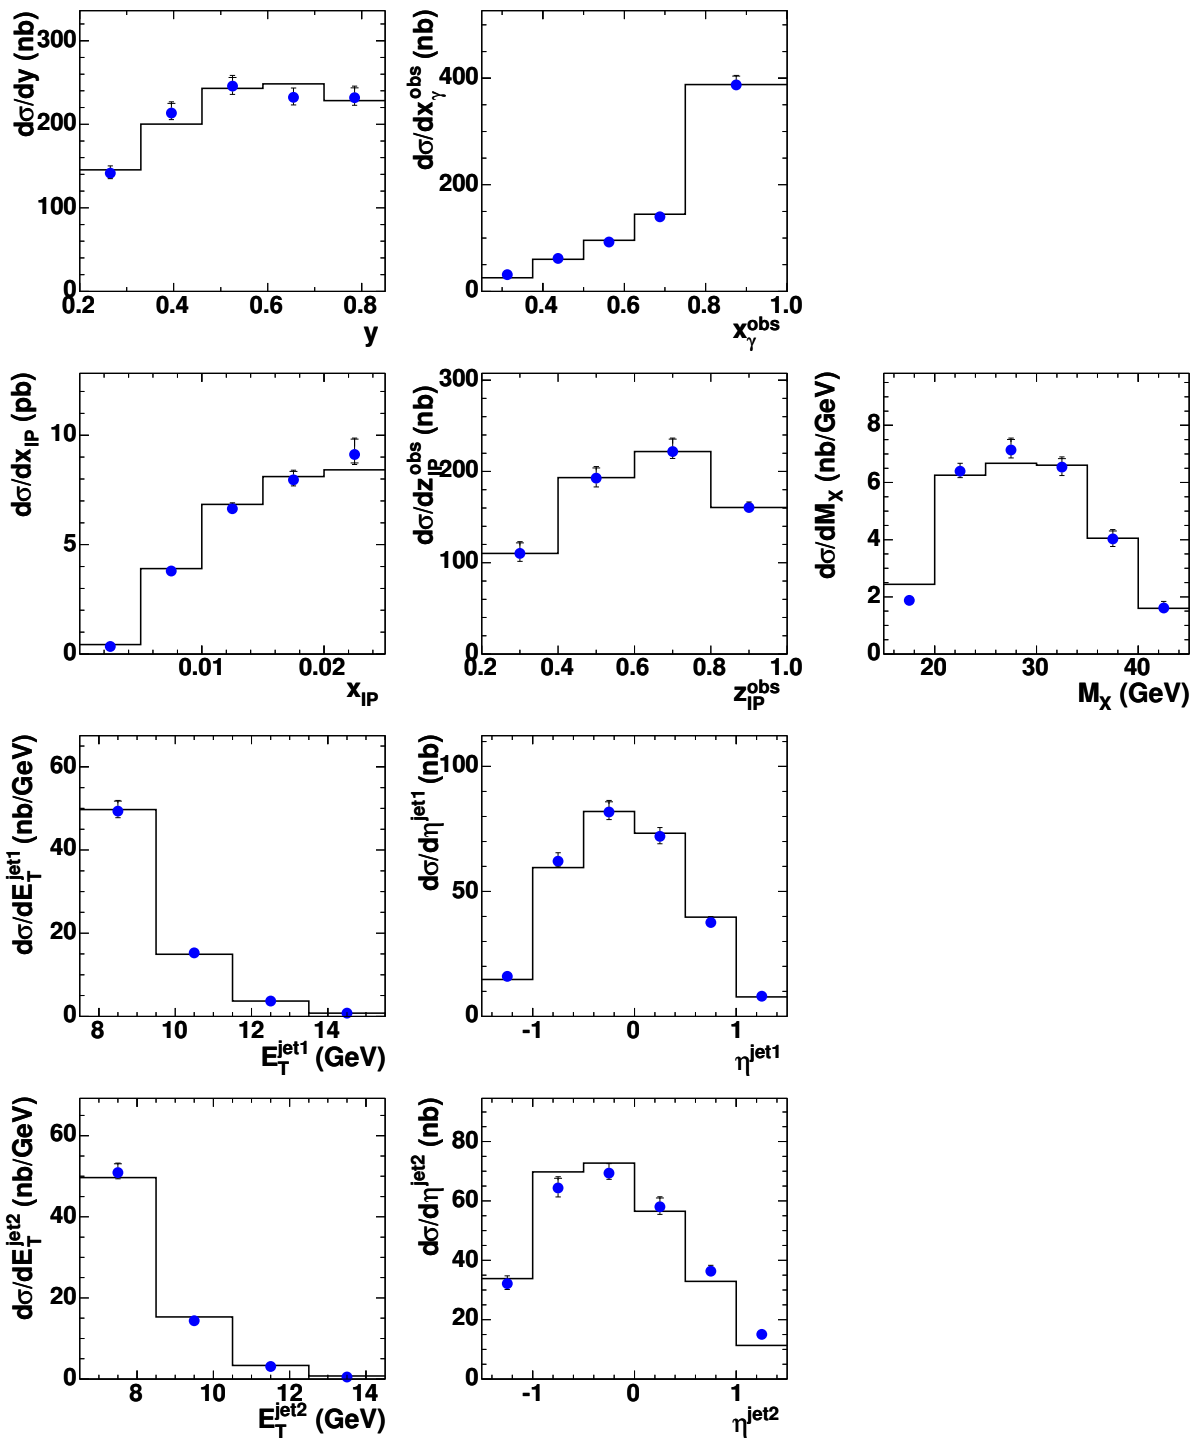 dσ/dy (nb)
300
200
100
0
0.2 0.4 0.6 0.8
y
dσ/dx_γ^obs (nb)
400
200
0
0.4 0.6 0.8 1.0
x_γ^obs
dσ/dx_IP (pb)
10
5
0
0.01 0.02
x_IP
dσ/dz_IP^obs (nb)
300
200
100
0
0.2 0.4 0.6 0.8 1.0
z_IP^obs
dσ/dM_X (nb/GeV)
8
6
4
2
0
20 30 40
M_X (GeV)
dσ/dE_T^jet1 (nb/GeV)
60
40
20
0
8 10 12 14
E_T^jet1 (GeV)
dσ/dη^jet1 (nb)
100
50
0
-1 0 1
η^jet1
dσ/dE_T^jet2 (nb/GeV)
60
40
20
0
8 10 12 14
E_T^jet2 (GeV)
dσ/dη^jet2 (nb)
80
60
40
20
0
-1 0 1
η^jet2